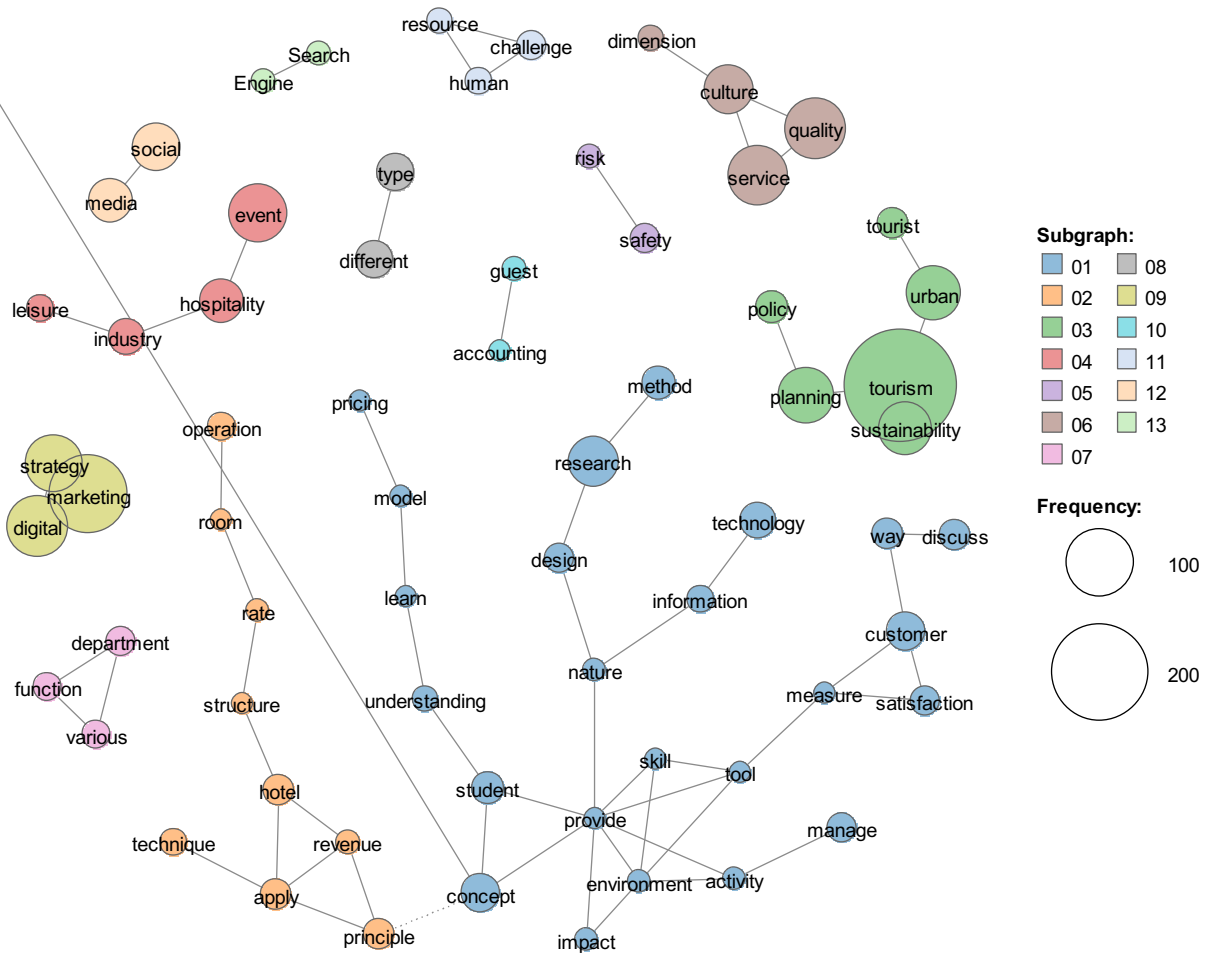 resource
challenge
human
Search
Engine
dimension
culture
quality
service
social
media
type
different
risk
safety
event
hospitality
leisure
industry
guest
accounting
tourist
urban
policy
planning
tourism
sustainability
Subgraph:
01 08
02 09
03 10
04 11
05 12
06 13
07
Frequency:
100
200
method
research
pricing
model
operation
strategy
marketing
digital
room
technology
way discuss
design
learn
information
rate
customer
department
function
various
nature
measure
satisfaction
understanding
structure
skill
tool
hotel
student
provide
manage
technique
revenue
environment
activity
apply
concept
principle
impact